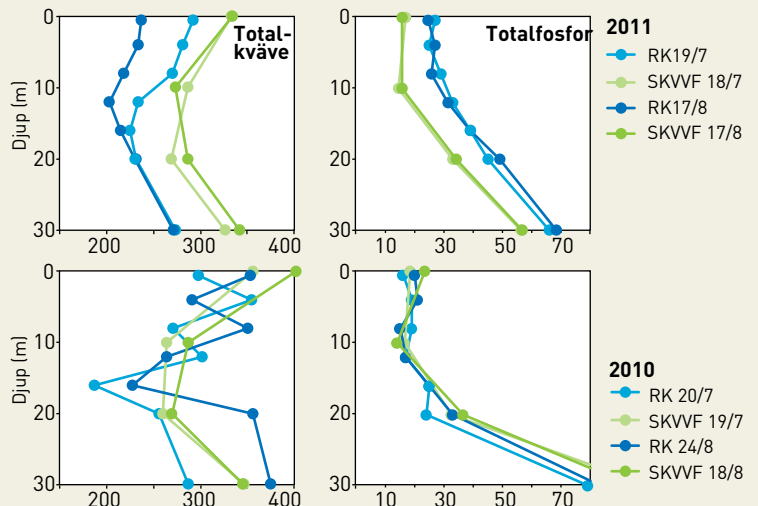 Total-
kväve
Totalfosfor
2011
RK19/7
SKVVF 18/7
RK17/8
SKVVF 17/8
Djup (m)
0
10
20
30
200
300
400
0
10
20
30
10
30
50
70
2010
RK 20/7
SKVVF 19/7
RK 24/8
SKVVF 18/8
Djup (m)
0
10
20
30
200
300
400
0
10
20
30
10
30
50
70